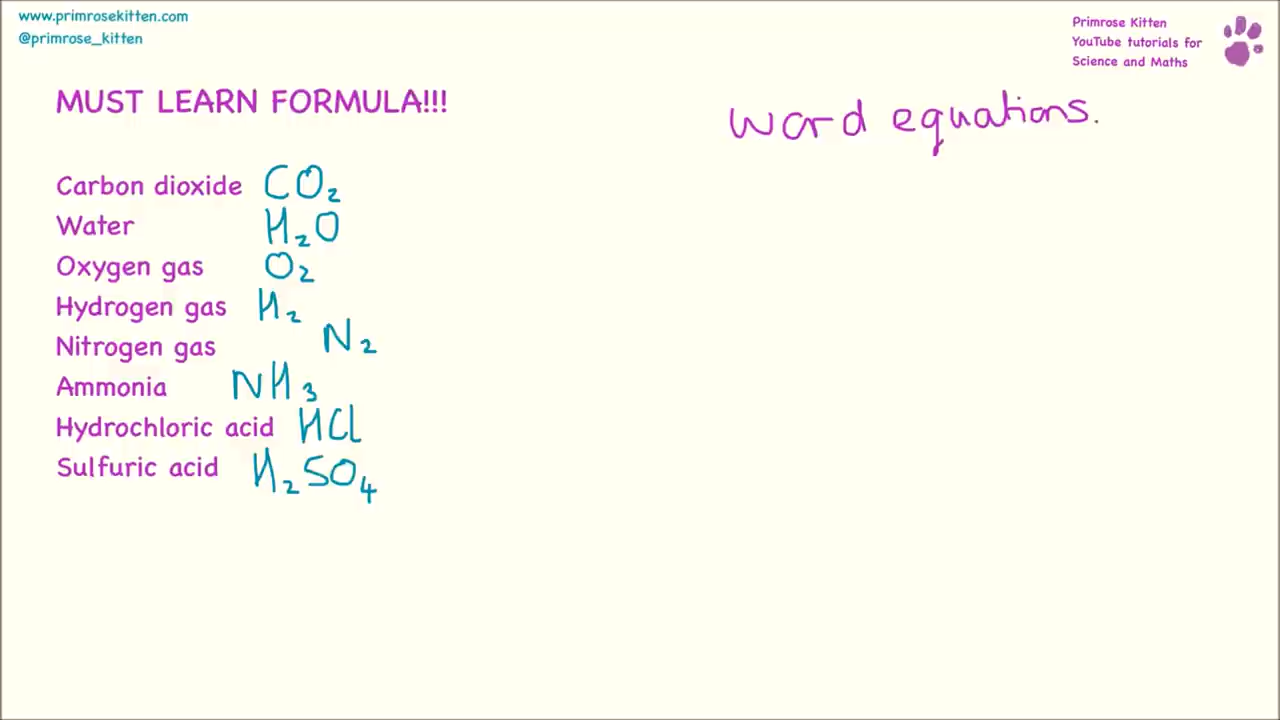 www.primrosekitten.com
@primrose_kitten
Primrose Kitten
YouTube tutorials for
Science and Maths
MUST LEARN FORMULA!!!
word equations.
Carbon dioxide CO₂
Water H₂O
Oxygen gas O₂
Hydrogen gas H₂
Nitrogen gas N₂
Ammonia NH₃
Hydrochloric acid HCl
Sulfuric acid H₂SO₄